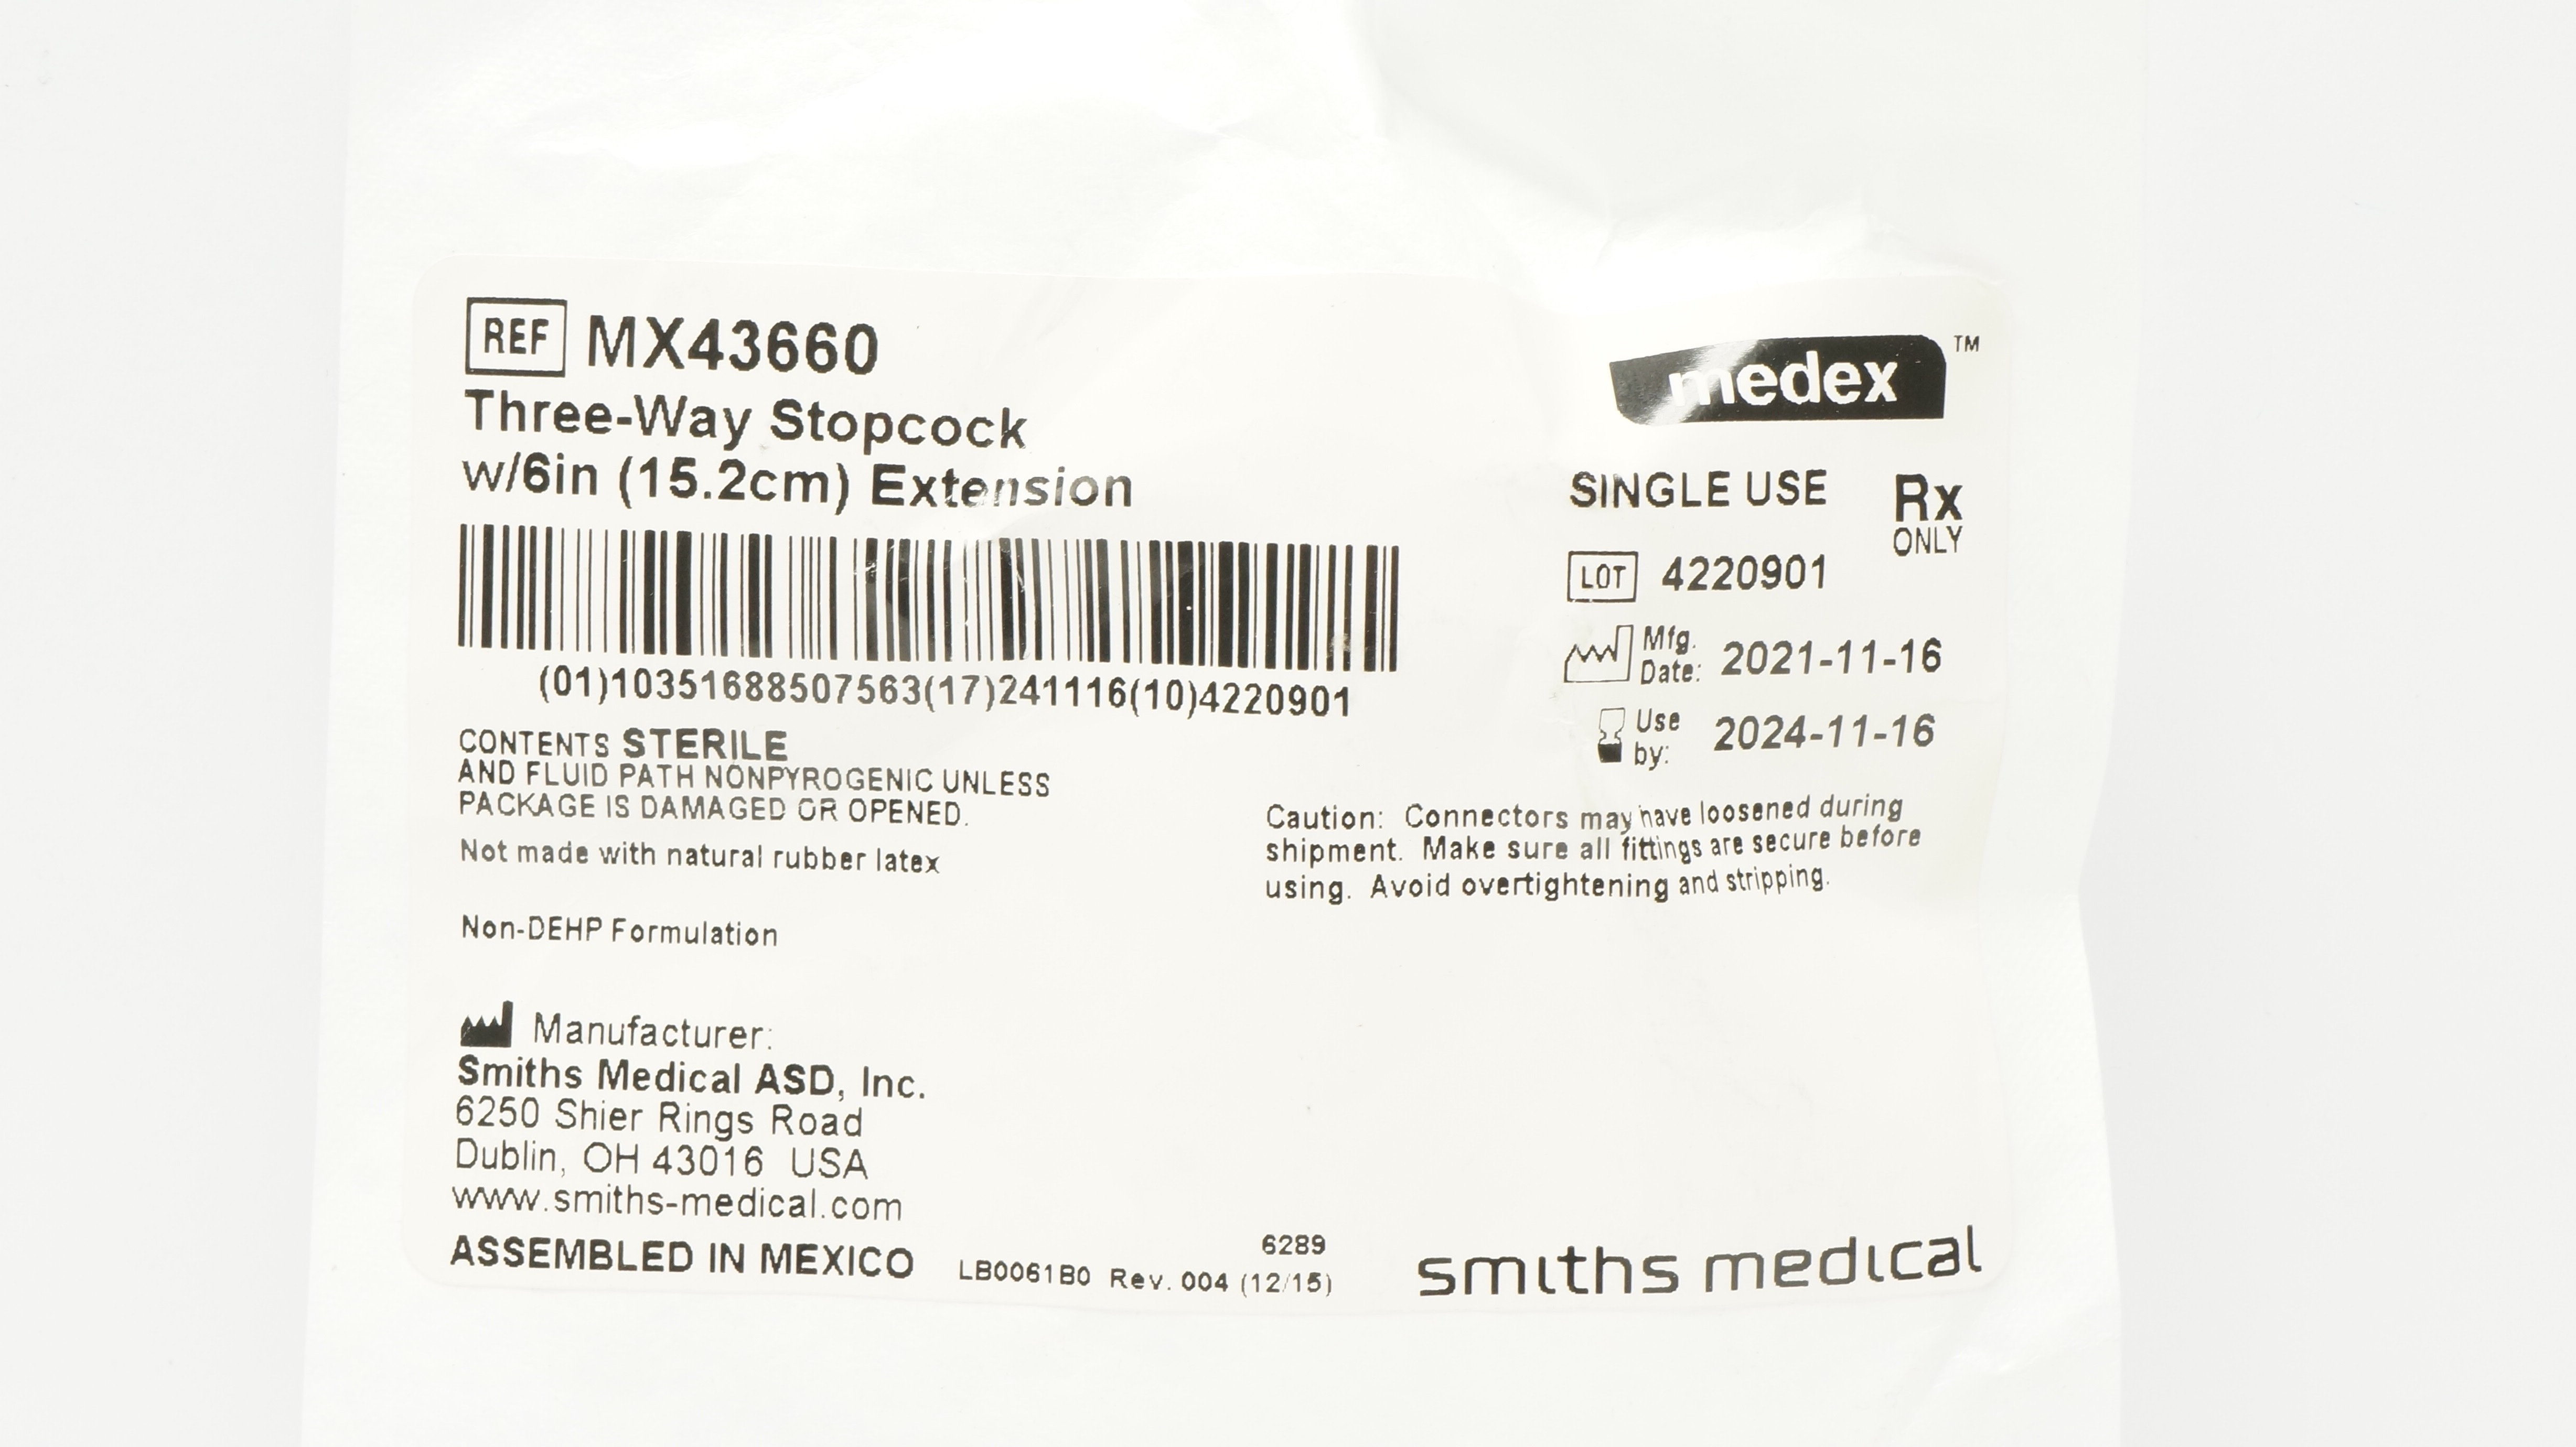 REF MX43660
Three-Way Stopcock
w/6in (15.2cm) Extension
(01)10351688507563(17)241116(10)4220901
CONTENTS STERILE
AND FLUID PATH NONPYROGENIC UNLESS
PACKAGE IS DAMAGED OR OPENED.
Not made with natural rubber latex
Non-DEHP Formulation
Manufacturer:
Smiths Medical ASD, Inc.
6250 Shier Rings Road
Dublin, OH 43016 USA
www.smiths-medical.com
ASSEMBLED IN MEXICO
6289
LB0061B0 Rev. 004 (12/15)
medex TM
SINGLE USE
Rx
ONLY
LOT 4220901
Mfg.
Date: 2021-11-16
Use
by: 2024-11-16
Caution: Connectors may have loosened during
shipment. Make sure all fittings are secure before
using. Avoid overtightening and stripping.
smiths medical